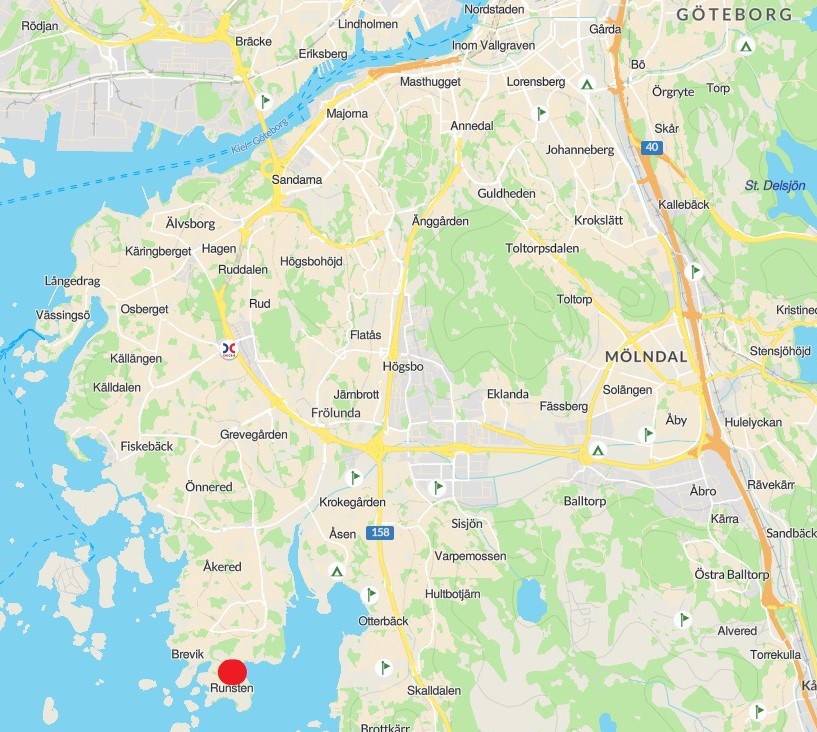 Nordstaden
GÖTEBORG
Rödjan
Lindholmen
Gårda
Bräcke
Eriksberg
Inom Vallgraven
Bö
Masthugget
Lorensberg
Örgryte
Torp
Majorna
Annedal
Skår
Kiel–Göteborg
40
Johanneberg
Sandarna
St. Delsjön
Guldheden
Kallebäck
Älvsborg
Änggården
Krokslätt
Käringberget
Hagen
Toltorpsdalen
Ruddalen
Högsbohöjd
Långedrag
Toltorp
Osberget
Rud
Vässingsö
Kristined
Flatås
Stensjöhöjd
Källängen
MÖLNDAL
Högsbo
Källdalen
Järnbrott
Eklanda
Solängen
Frölunda
Fässberg
Åby
Hulelyckan
Grevegården
Fiskebäck
Önnered
Rävekärr
Krokegården
Balltorp
Åbro
Kärra
Sisjön
Åsen
158
Sandbäck
Varpemossen
Åkered
Östra Balltorp
Hultbotjärn
Otterbäck
Alvered
Brevik
Torrekulla
Runsten
Skalldalen
Kå
Brottkärr